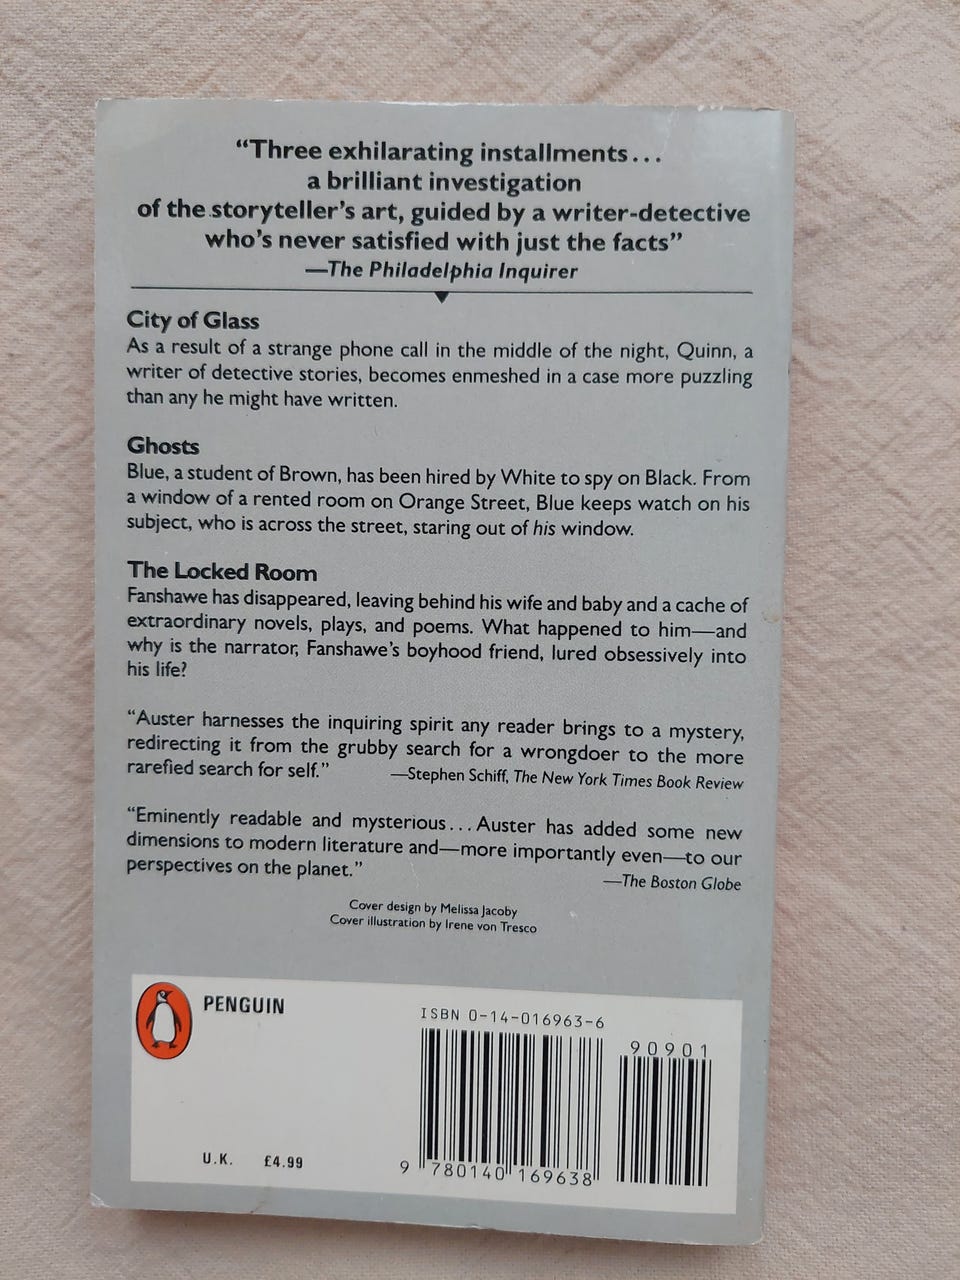 “Three exhilarating installments...
a brilliant investigation
of the storyteller’s art, guided by a writer-detective
who’s never satisfied with just the facts”
—The Philadelphia Inquirer
City of Glass
As a result of a strange phone call in the middle of the night, Quinn, a
writer of detective stories, becomes enmeshed in a case more puzzling
than any he might have written.
Ghosts
Blue, a student of Brown, has been hired by White to spy on Black. From
a window of a rented room on Orange Street, Blue keeps watch on his
subject, who is across the street, staring out of his window.
The Locked Room
Fanshawe has disappeared, leaving behind his wife and baby and a cache of
extraordinary novels, plays, and poems. What happened to him—and
why is the narrator, Fanshawe’s boyhood friend, lured obsessively into
his life?
“Auster harnesses the inquiring spirit any reader brings to a mystery,
redirecting it from the grubby search for a wrongdoer to the more
rarefied search for self.” —Stephen Schiff, The New York Times Book Review
“Eminently readable and mysterious...Auster has added some new
dimensions to modern literature and—more importantly even—to our
perspectives on the planet.” —The Boston Globe
Cover design by Melissa Jacoby
Cover illustration by Irene von Tresco
PENGUIN
ISBN 0-14-016963-6
90901
9 780140 169638
U.K. £4.99